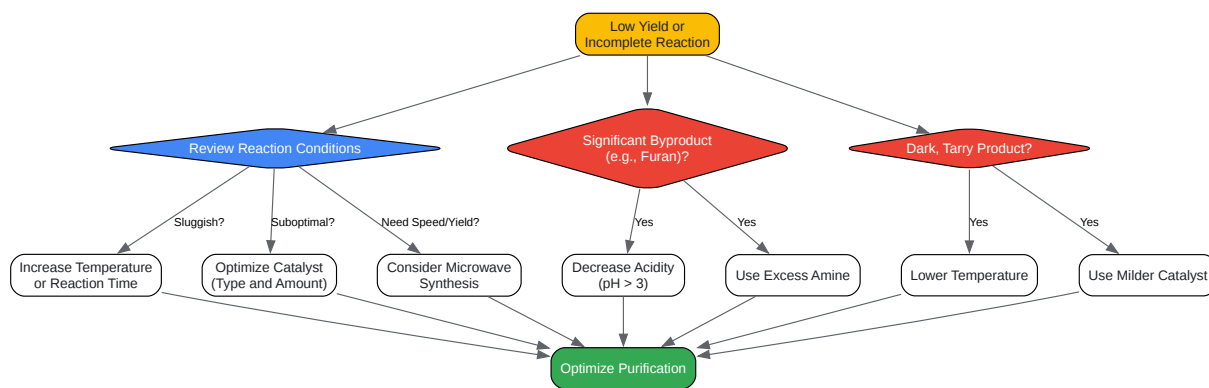 Low Yield or
Incomplete Reaction
Review Reaction Conditions
Significant Byproduct
(e.g., Furan)?
Dark, Tarry Product?
Sluggish?
Suboptimal?
Need Speed/Yield?
Yes
Yes
Yes
Yes
Increase Temperature
or Reaction Time
Optimize Catalyst
(Type and Amount)
Consider Microwave
Synthesis
Decrease Acidity
(pH > 3)
Use Excess Amine
Lower Temperature
Use Milder Catalyst
Optimize Purification